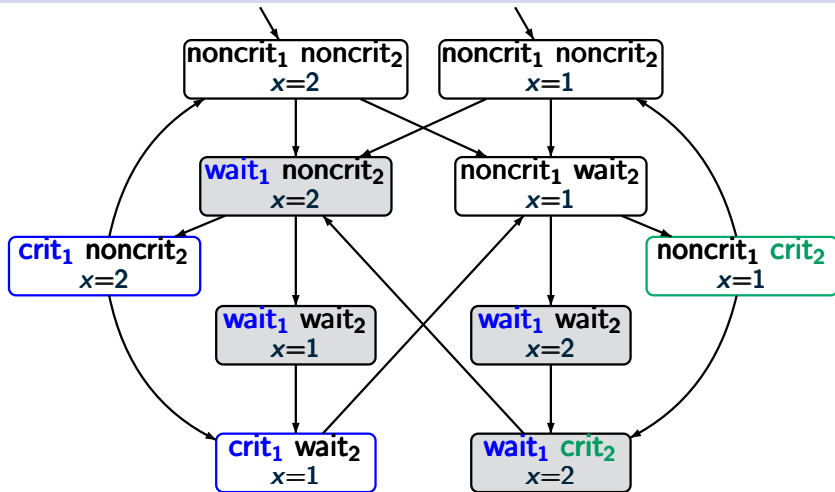 noncrit₁ noncrit₂
x=2
noncrit₁ noncrit₂
x=1
wait₁ noncrit₂
x=2
noncrit₁ wait₂
x=1
crit₁ noncrit₂
x=2
noncrit₁ crit₂
x=1
wait₁ wait₂
x=1
wait₁ wait₂
x=2
crit₁ wait₂
x=1
wait₁ crit₂
x=2